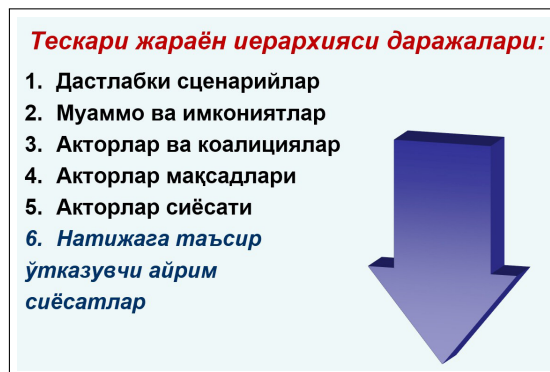 Тескари жараён иерархияси даражалари:
1. Дастлабки сценарийлар
2. Муаммо ва имкониятлар
3. Акторлар ва коалициялар
4. Акторлар мақсадлари
5. Акторлар сиёсати
6. Натижага таъсир
ўтказувчи айрим
сиёсатлар